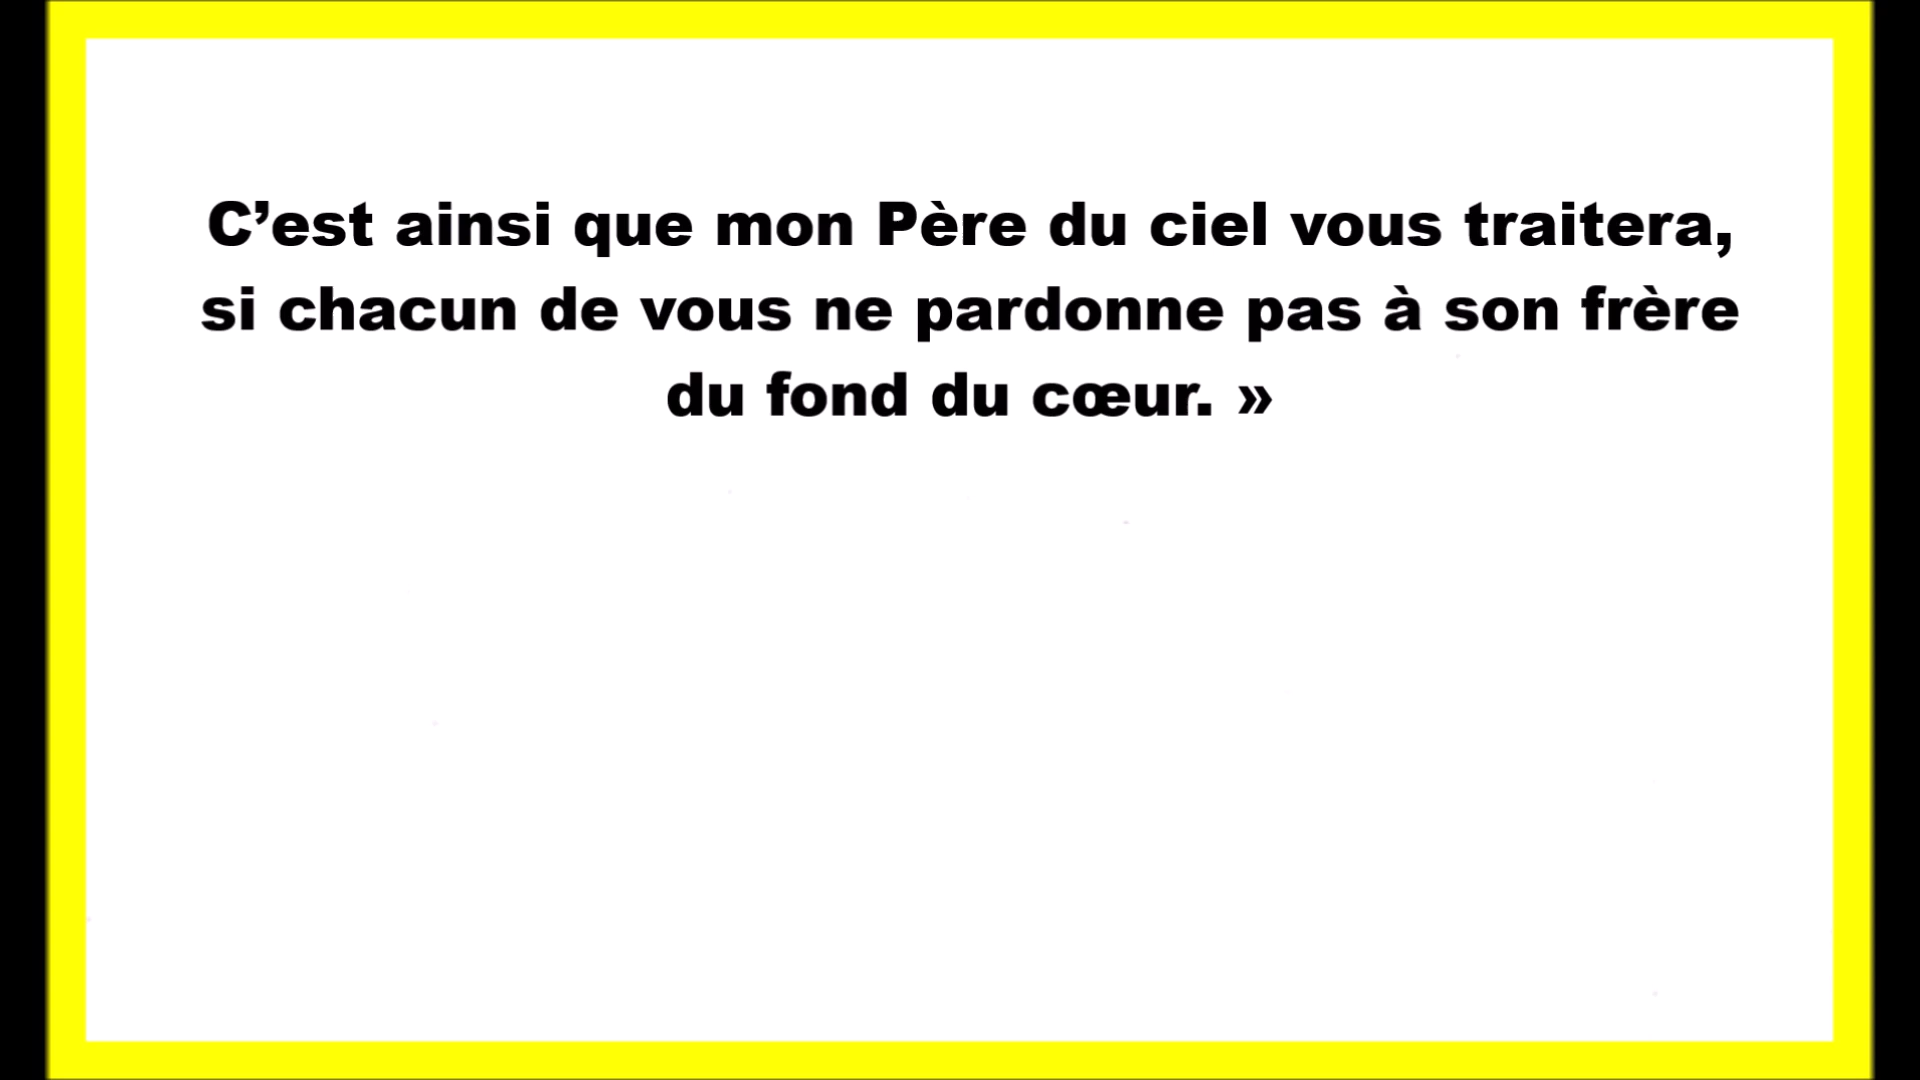 C’est ainsi que mon Père du ciel vous traitera,
si chacun de vous ne pardonne pas à son frère
du fond du cœur. »